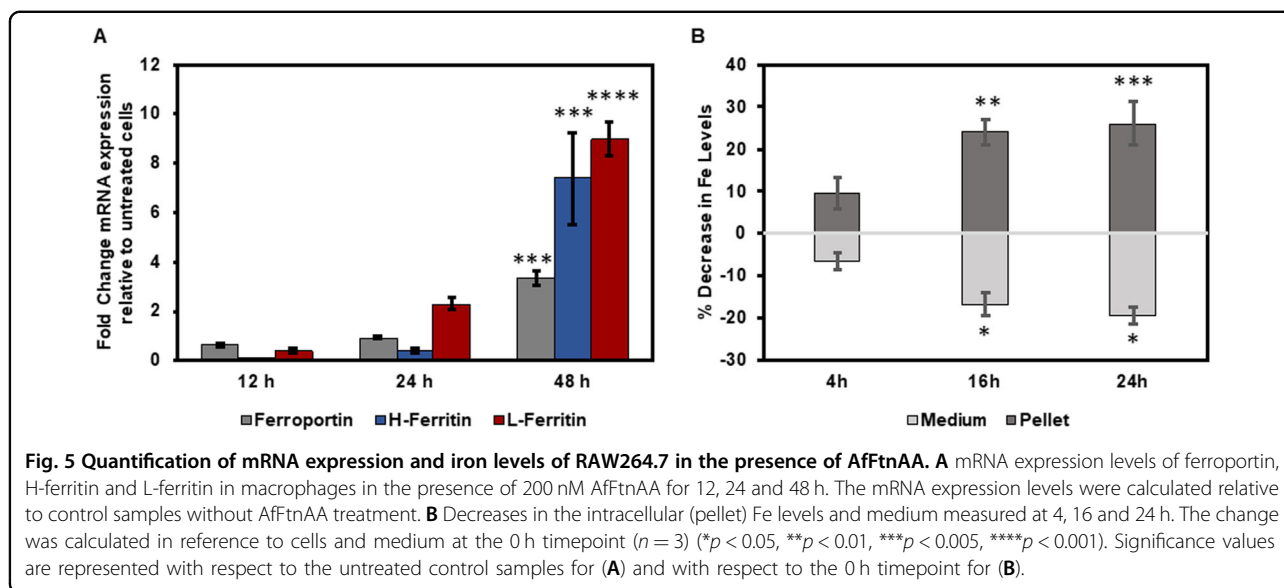 A
Fold Change mRNA expression
relative to untreated cells
12
10
8
6
4
2
0
***
***
****
12 h 24 h 48 h
Ferroportin H-Ferritin L-Ferritin
B
% Decrease in Fe Levels
40
30
20
10
0
-10
-20
-30
**
***
*
*
4h 16h 24h
Medium Pellet
Fig. 5 Quantification of mRNA expression and iron levels of RAW264.7 in the presence of AfFtnAA. A mRNA expression levels of ferroportin,
H-ferritin and L-ferritin in macrophages in the presence of 200 nM AfFtnAA for 12, 24 and 48 h. The mRNA expression levels were calculated relative
to control samples without AfFtnAA treatment. B Decreases in the intracellular (pellet) Fe levels and medium measured at 4, 16 and 24 h. The change
was calculated in reference to cells and medium at the 0 h timepoint (n = 3) (*p < 0.05, **p < 0.01, ***p < 0.005, ****p < 0.001). Significance values
are represented with respect to the untreated control samples for (A) and with respect to the 0 h timepoint for (B).